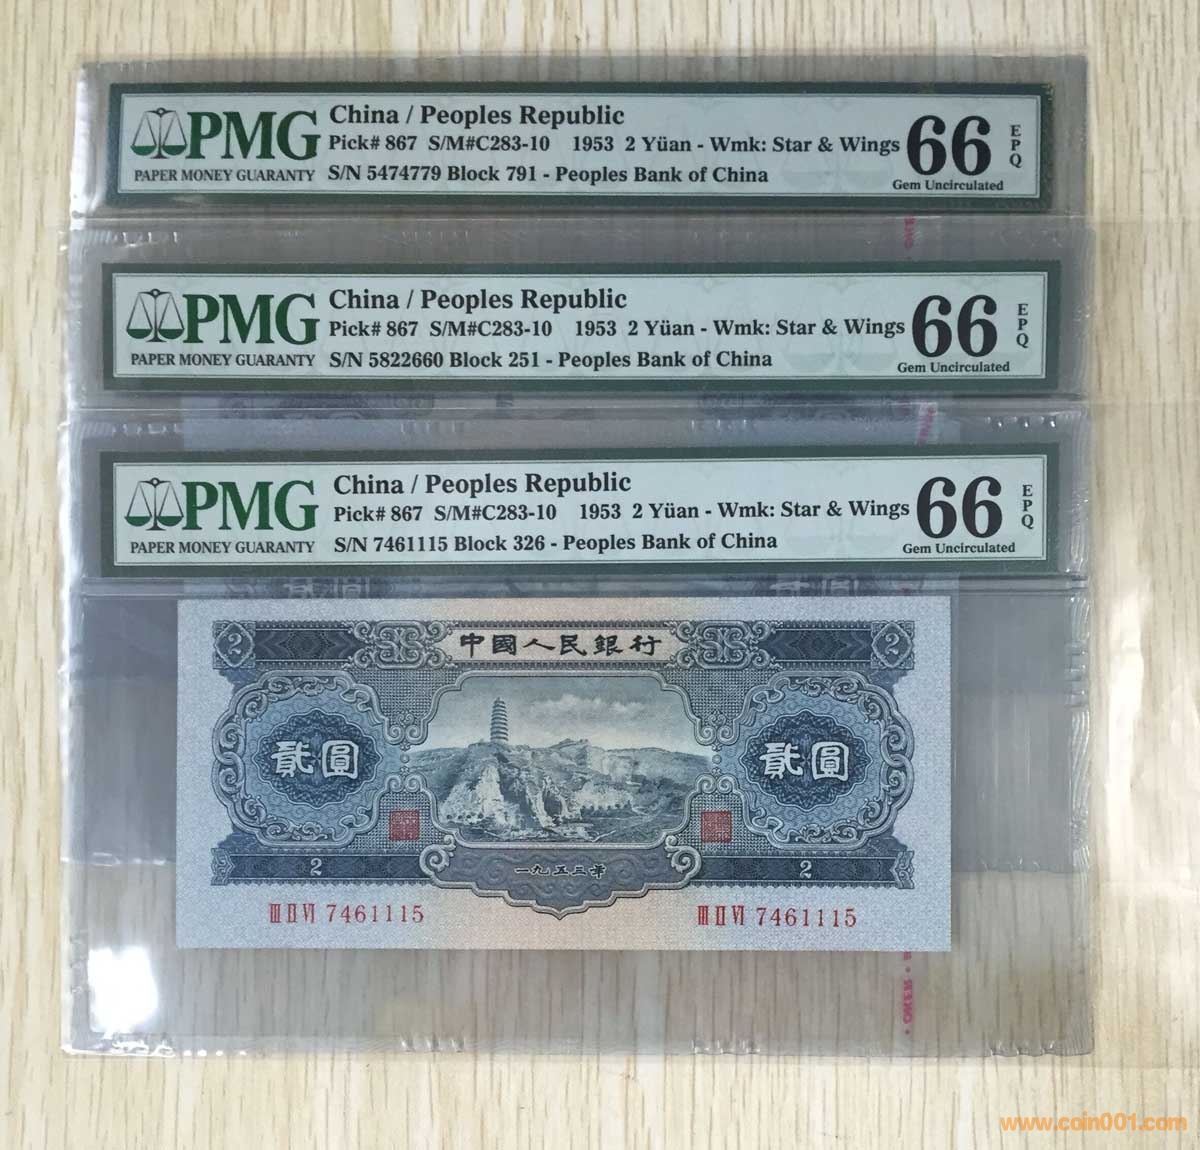 PMG
PAPER MONEY GUARANTY
China / Peoples Republic
Pick# 867 S/M#C283-10 1953 2 Yüan - Wmk: Star & Wings
S/N 5474779 Block 791 - Peoples Bank of China
66
EPQ
Gem Uncirculated
PMG
PAPER MONEY GUARANTY
China / Peoples Republic
Pick# 867 S/M#C283-10 1953 2 Yüan - Wmk: Star & Wings
S/N 5822660 Block 251 - Peoples Bank of China
66
EPQ
Gem Uncirculated
PMG
PAPER MONEY GUARANTY
China / Peoples Republic
Pick# 867 S/M#C283-10 1953 2 Yüan - Wmk: Star & Wings
S/N 7461115 Block 326 - Peoples Bank of China
66
EPQ
Gem Uncirculated
貳圓 貳圓
2 中國人民銀行 2
貳圓 貳圓
2 一九五三年 2
Ⅲ Ⅱ Ⅵ 7461115 Ⅲ Ⅱ Ⅵ 7461115
www.coin001.com